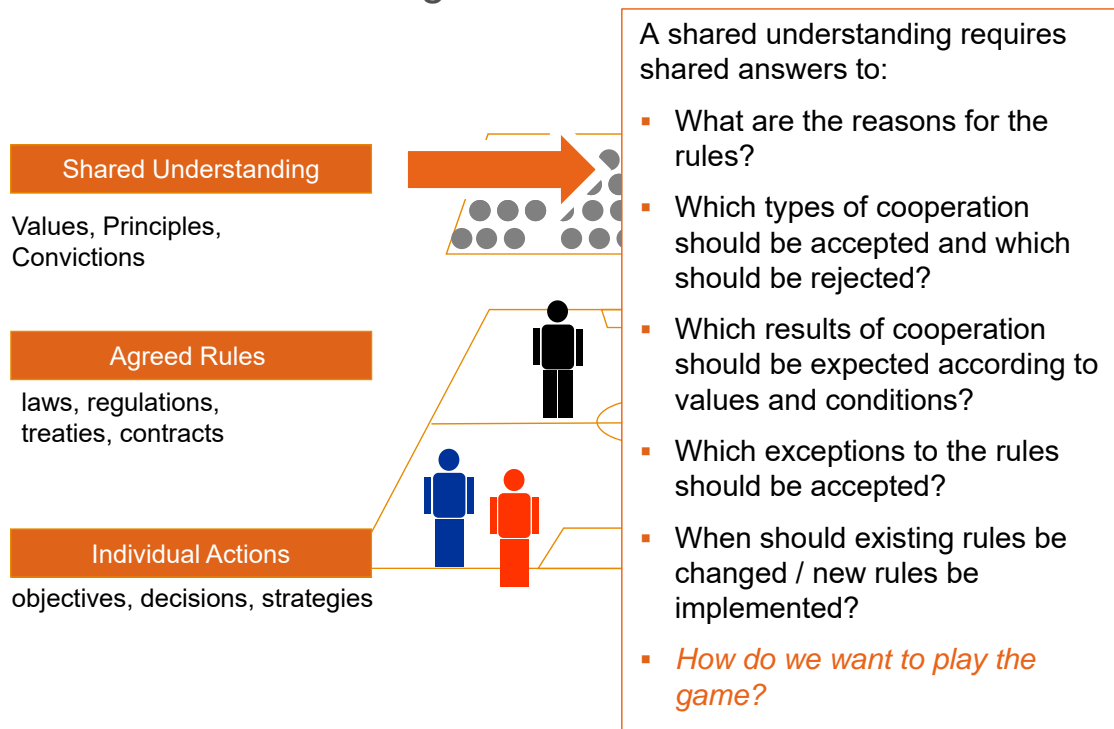 A shared understanding requires
shared answers to:
Shared Understanding
Values, Principles,
Convictions
Agreed Rules
laws, regulations,
treaties, contracts
Individual Actions
objectives, decisions, strategies
▪ What are the reasons for the
rules?
▪ Which types of cooperation
should be accepted and which
should be rejected?
▪ Which results of cooperation
should be expected according to
values and conditions?
▪ Which exceptions to the rules
should be accepted?
▪ When should existing rules be
changed / new rules be
implemented?
▪ How do we want to play the
game?